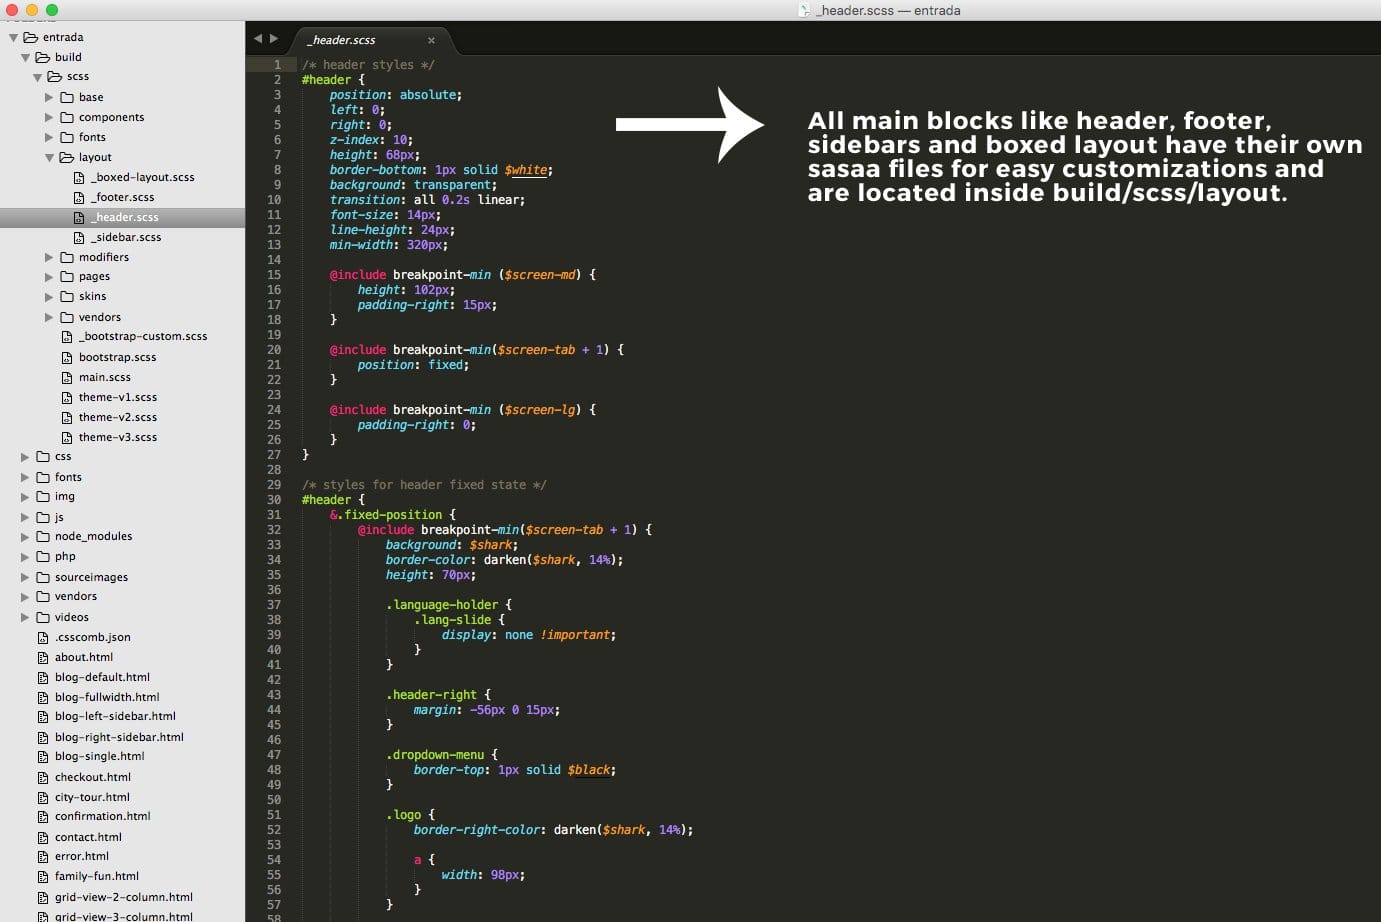 _header.scss — entrada
entrada
build
scss
base
components
fonts
layout
_boxed-layout.scss
_footer.scss
_header.scss
_sidebar.scss
modifiers
pages
skins
vendors
_bootstrap-custom.scss
bootstrap.scss
main.scss
theme-v1.scss
theme-v2.scss
theme-v3.scss
css
fonts
img
js
node_modules
php
sourceimages
vendors
videos
.csscomb.json
about.html
blog-default.html
blog-fullwidth.html
blog-left-sidebar.html
blog-right-sidebar.html
blog-single.html
checkout.html
city-tour.html
confirmation.html
contact.html
error.html
family-fun.html
grid-view-2-column.html
grid-view-3-column.html
_header.scss ×
1 /* header styles */
2 #header {
3 position: absolute;
4 left: 0;
5 right: 0;
6 z-index: 10;
7 height: 68px;
8 border-bottom: 1px solid $white;
9 background: transparent;
10 transition: all 0.2s linear;
11 font-size: 14px;
12 line-height: 24px;
13 min-width: 320px;
14
15 @include breakpoint-min ($screen-md) {
16 height: 102px;
17 padding-right: 15px;
18 }
19
20 @include breakpoint-min($screen-tab + 1) {
21 position: fixed;
22 }
23
24 @include breakpoint-min ($screen-lg) {
25 padding-right: 0;
26 }
27 }
28
29 /* styles for header fixed state */
30 #header {
31 &.fixed-position {
32 @include breakpoint-min($screen-tab + 1) {
33 background: $shark;
34 border-color: darken($shark, 14%);
35 height: 70px;
36
37 .language-holder {
38 .lang-slide {
39 display: none !important;
40 }
41 }
42
43 .header-right {
44 margin: -56px 0 15px;
45 }
46
47 .dropdown-menu {
48 border-top: 1px solid $black;
49 }
50
51 .logo {
52 border-right-color: darken($shark, 14%);
53
54 a {
55 width: 98px;
56 }
57 }
58
All main blocks like header, footer,
sidebars and boxed layout have their own
sasaa files for easy customizations and
are located inside build/scss/layout.